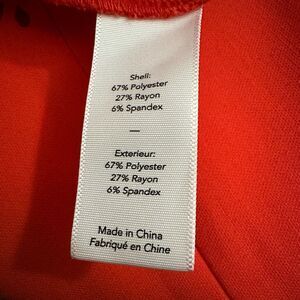 Shell:
67% Polyester
27% Rayon
6% Spandex
—
Exterieur:
67% Polyester
27% Rayon
6% Spandex
Made in China
Fabriqué en Chine